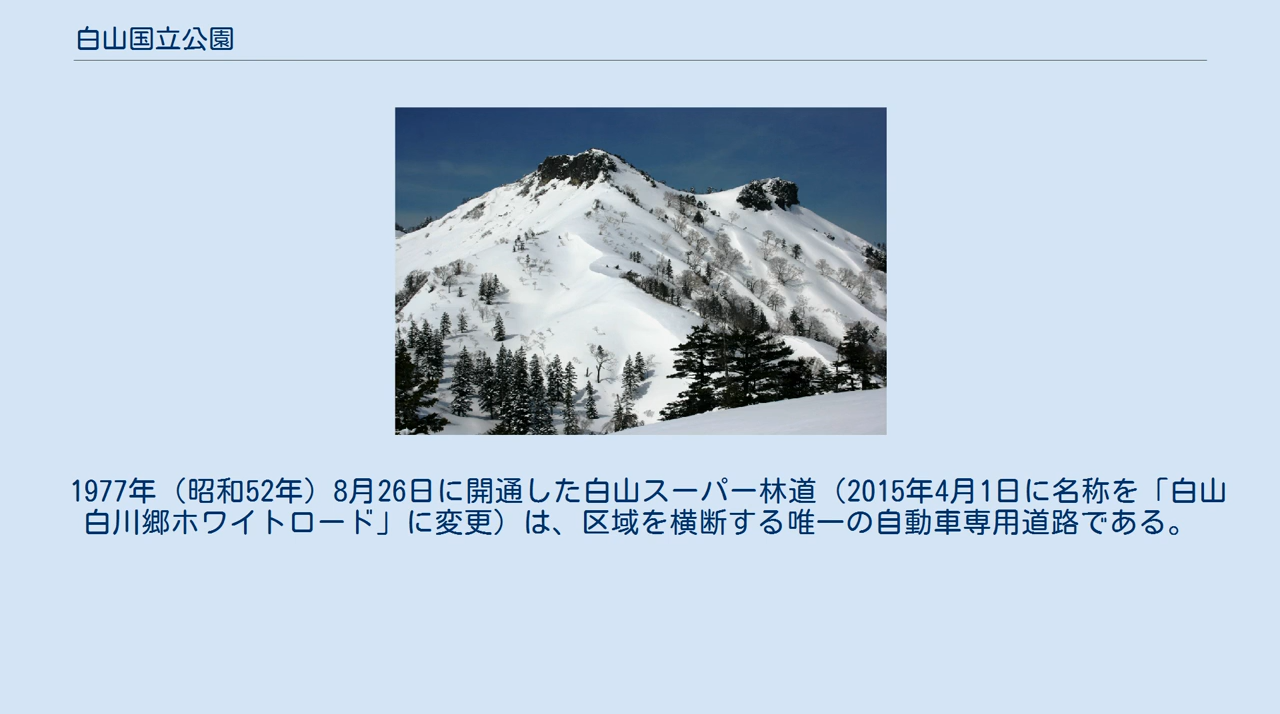 白山国立公園
1977年（昭和52年）8月26日に開通した白山スーパー林道（2015年4月1日に名称を「白山
白川郷ホワイトロード」に変更）は、区域を横断する唯一の自動車専用道路である。